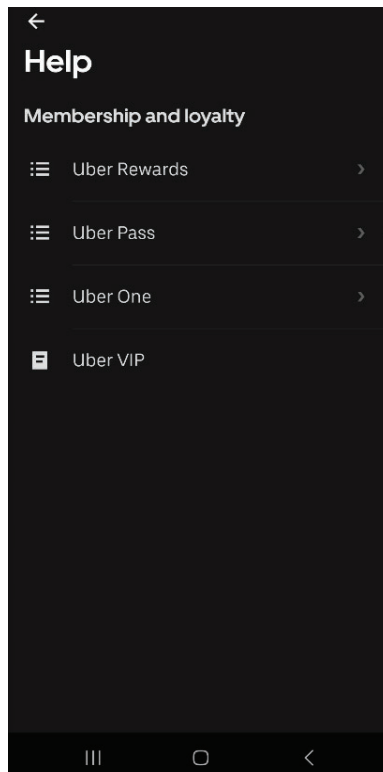 Help
Membership and loyalty
Uber Rewards
Uber Pass
Uber One
Uber VIP